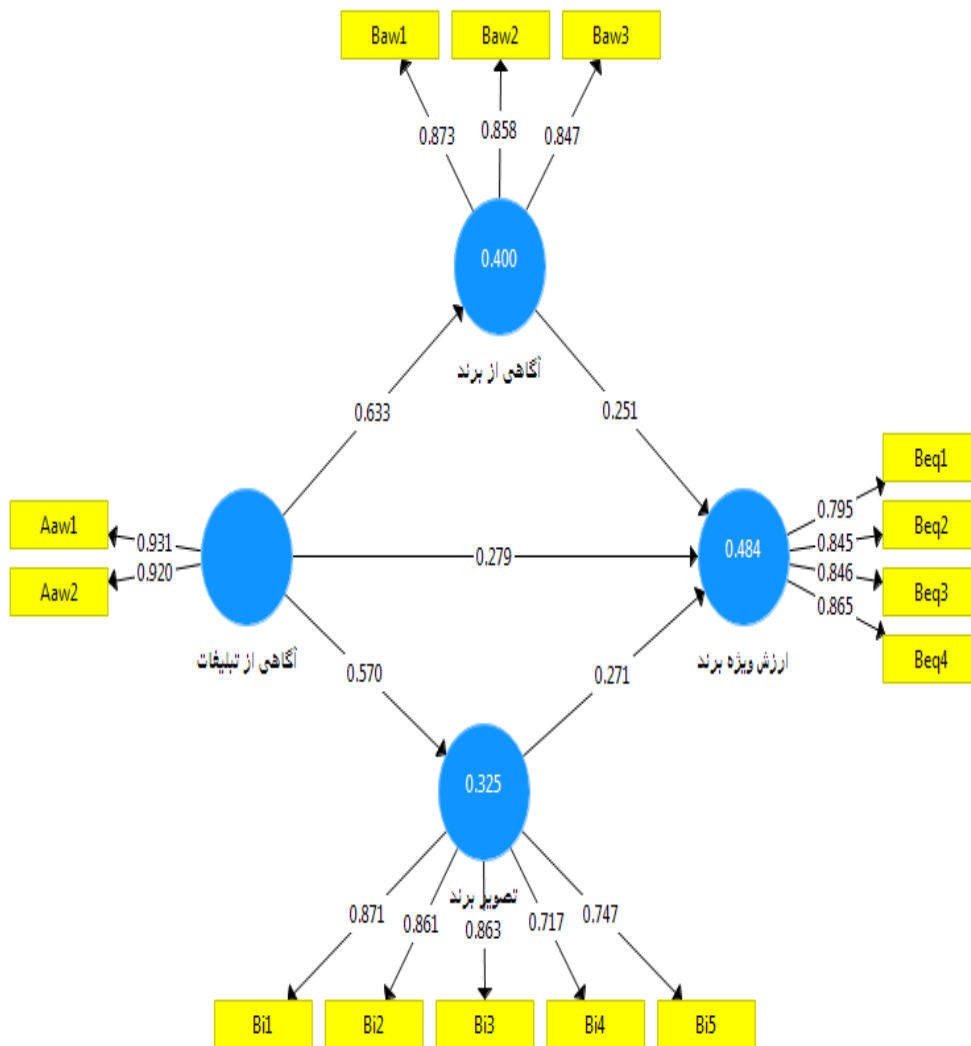 Baw1 Baw2 Baw3
0.873 0.858 0.847
0.400
آگاهی از برند
0.633 0.251
Aaw1
Aaw2
0.931
0.920
0.279
0.484
Beq1
Beq2
Beq3
Beq4
0.795
0.845
0.846
0.865
آگاهی از تبلیغات
ارزش ویژه برند
0.570 0.271
0.325
تصویر برند
0.871 0.861 0.863 0.717 0.747
Bi1 Bi2 Bi3 Bi4 Bi5